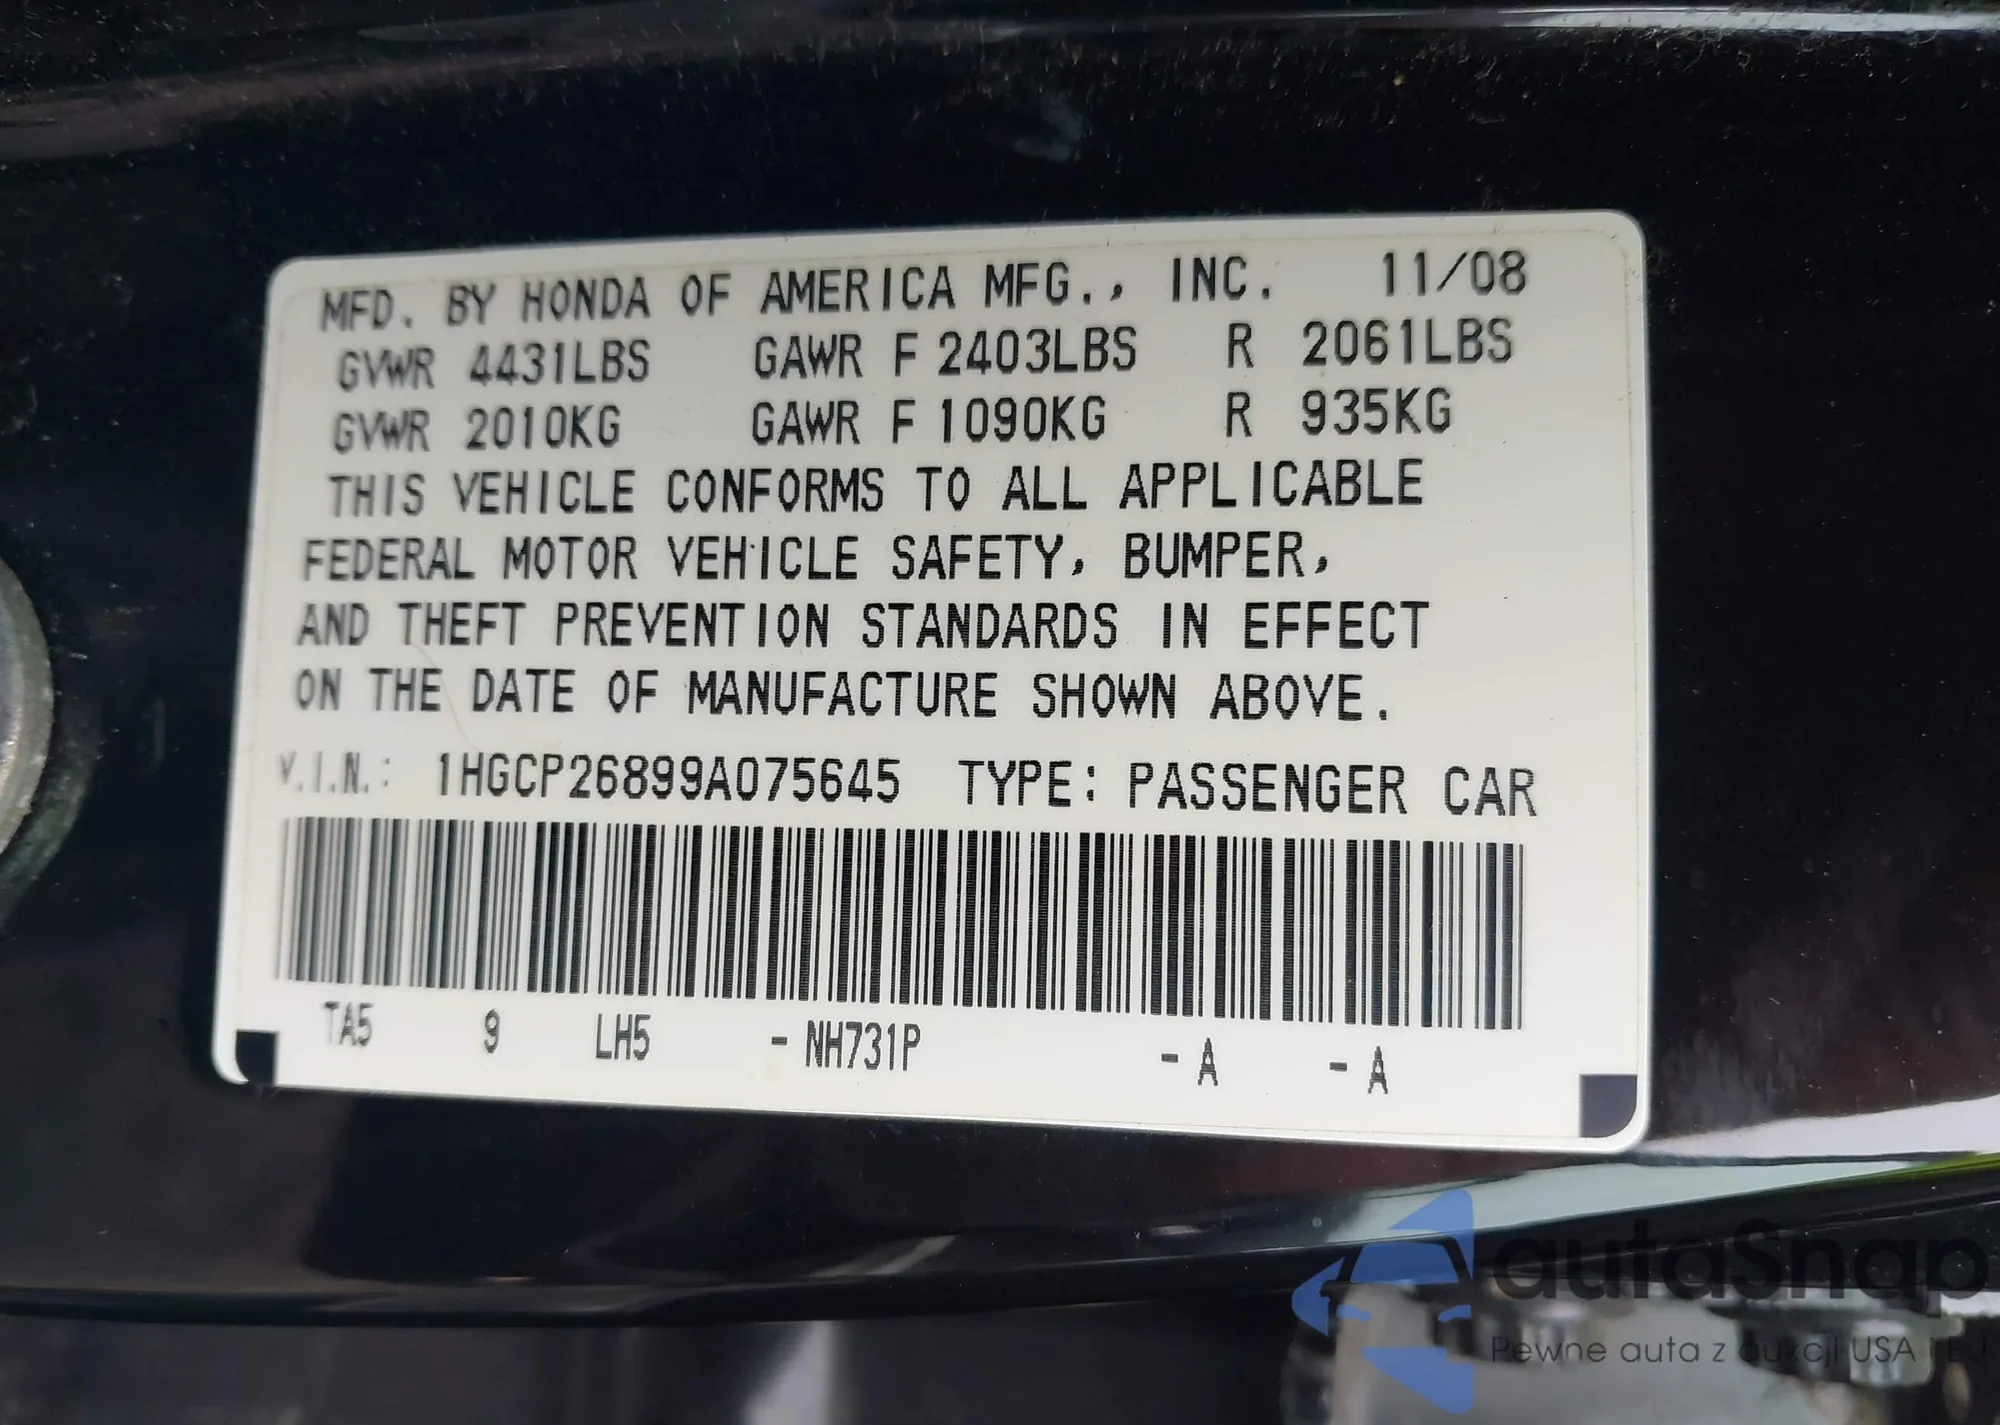 MFD. BY HONDA OF AMERICA MFG., INC. 11/08
GVWR 4431LBS GAWR F 2403LBS R 2061LBS
GVWR 2010KG GAWR F 1090KG R 935KG
THIS VEHICLE CONFORMS TO ALL APPLICABLE
FEDERAL MOTOR VEHICLE SAFETY, BUMPER,
AND THEFT PREVENTION STANDARDS IN EFFECT
ON THE DATE OF MANUFACTURE SHOWN ABOVE.
V.I.N.: 1HGCP26899A075645 TYPE: PASSENGER CAR
TA5 9 LH5 - NH731P - A - A
autaSnap
Pewne auta z aukcji USA i EU